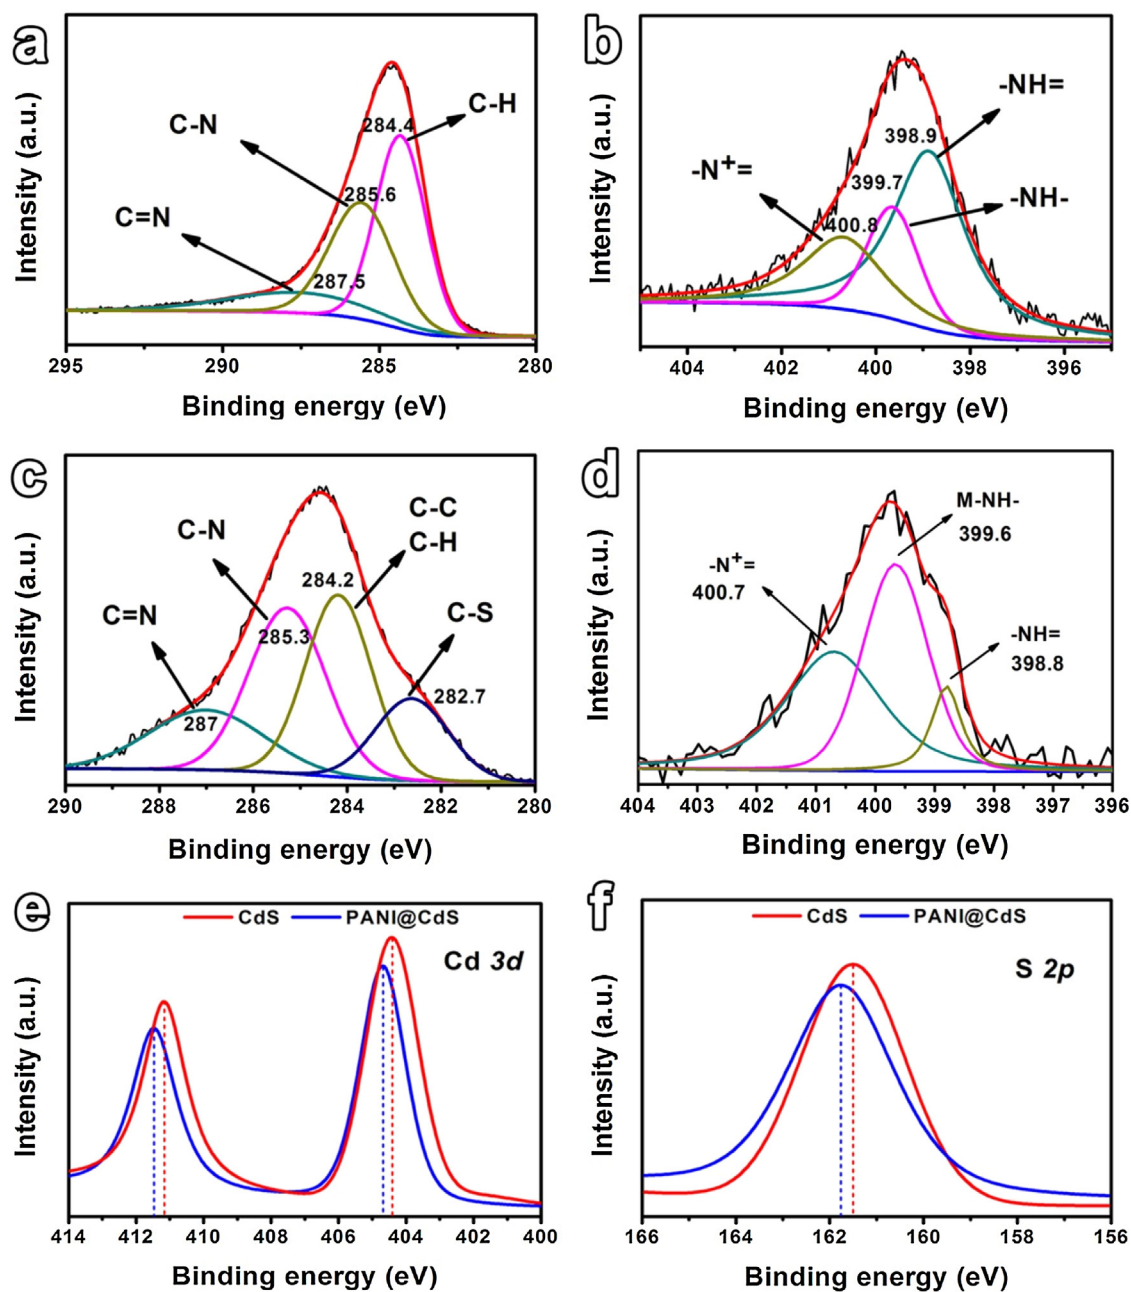 a
Intensity (a.u.)
C-H
C-N
284.4
285.6
C=N
287.5
295 290 285 280
Binding energy (eV)
b
Intensity (a.u.)
-NH=
398.9
-N+=
399.7
-NH-
400.8
404 402 400 398 396
Binding energy (eV)
c
Intensity (a.u.)
C-C
C-H
C-N
284.2
C=N
C-S
285.3
282.7
287
290 288 286 284 282 280
Binding energy (eV)
d
Intensity (a.u.)
M-NH-
399.6
-N+=
400.7
-NH=
398.8
404 403 402 401 400 399 398 397 396
Binding energy (eV)
e
Intensity (a.u.)
CdS PANI@CdS
Cd 3d
414 412 410 408 406 404 402 400
Binding energy (eV)
f
Intensity (a.u.)
CdS PANI@CdS
S 2p
166 164 162 160 158 156
Binding energy (eV)